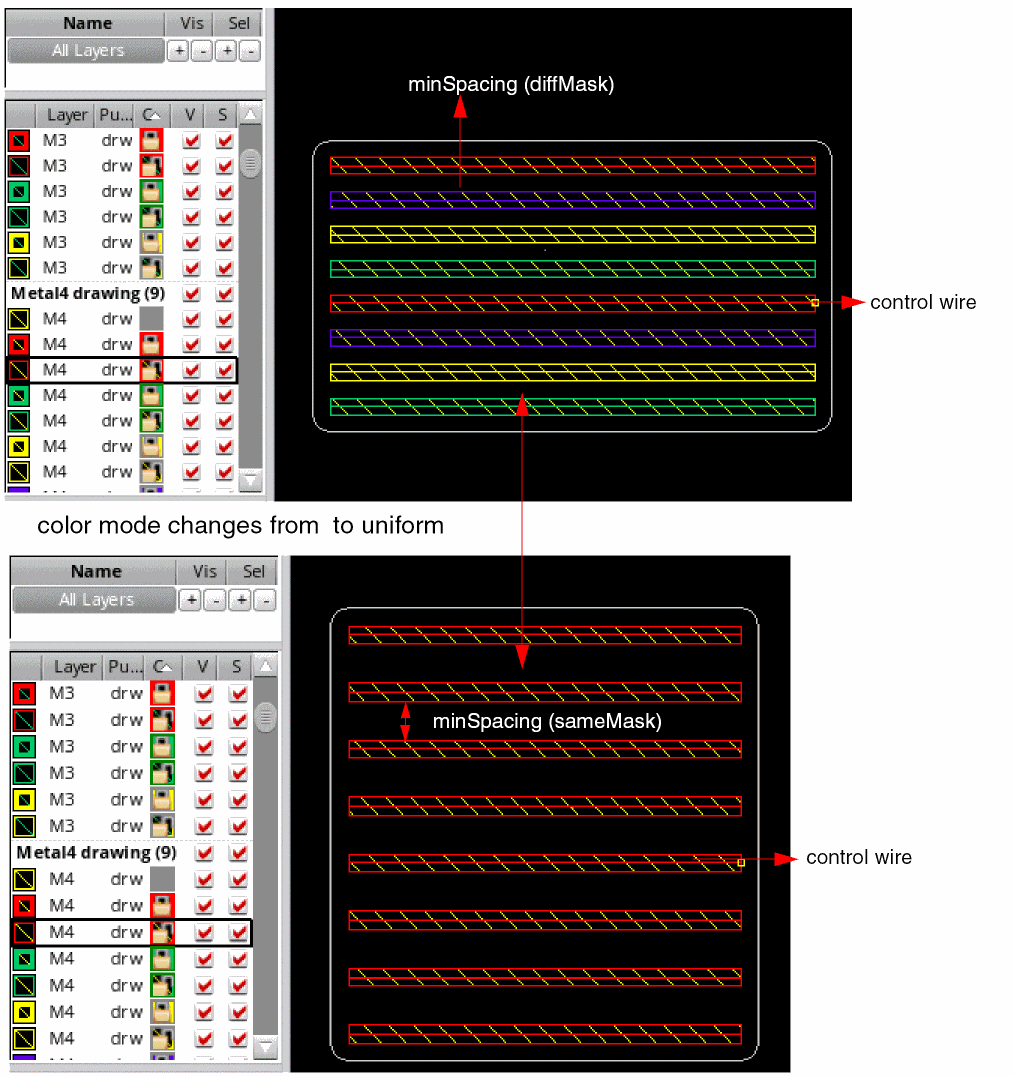 Name Vis Sel
All Layers + - + -
minSpacing (diffMask)
Layer Pu... C V S
M3 drw
M3 drw
M3 drw
M3 drw
M3 drw
M3 drw
Metal4 drawing (9)
control wire
M4 drw
M4 drw
M4 drw
M4 drw
M4 drw
M4 drw
M4 drw
color mode changes from  to uniform
Name Vis Sel
All Layers + - + -
Layer Pu... C V S
M3 drw
M3 drw
minSpacing (sameMask)
M3 drw
M3 drw
M3 drw
M3 drw
Metal4 drawing (9)
control wire
M4 drw
M4 drw
M4 drw
M4 drw
M4 drw
M4 drw
M4 drw